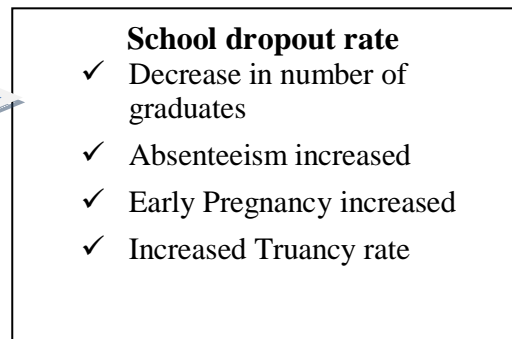 School dropout rate
✓ Decrease in number of
graduates
✓ Absenteeism increased
✓ Early Pregnancy increased
✓ Increased Truancy rate